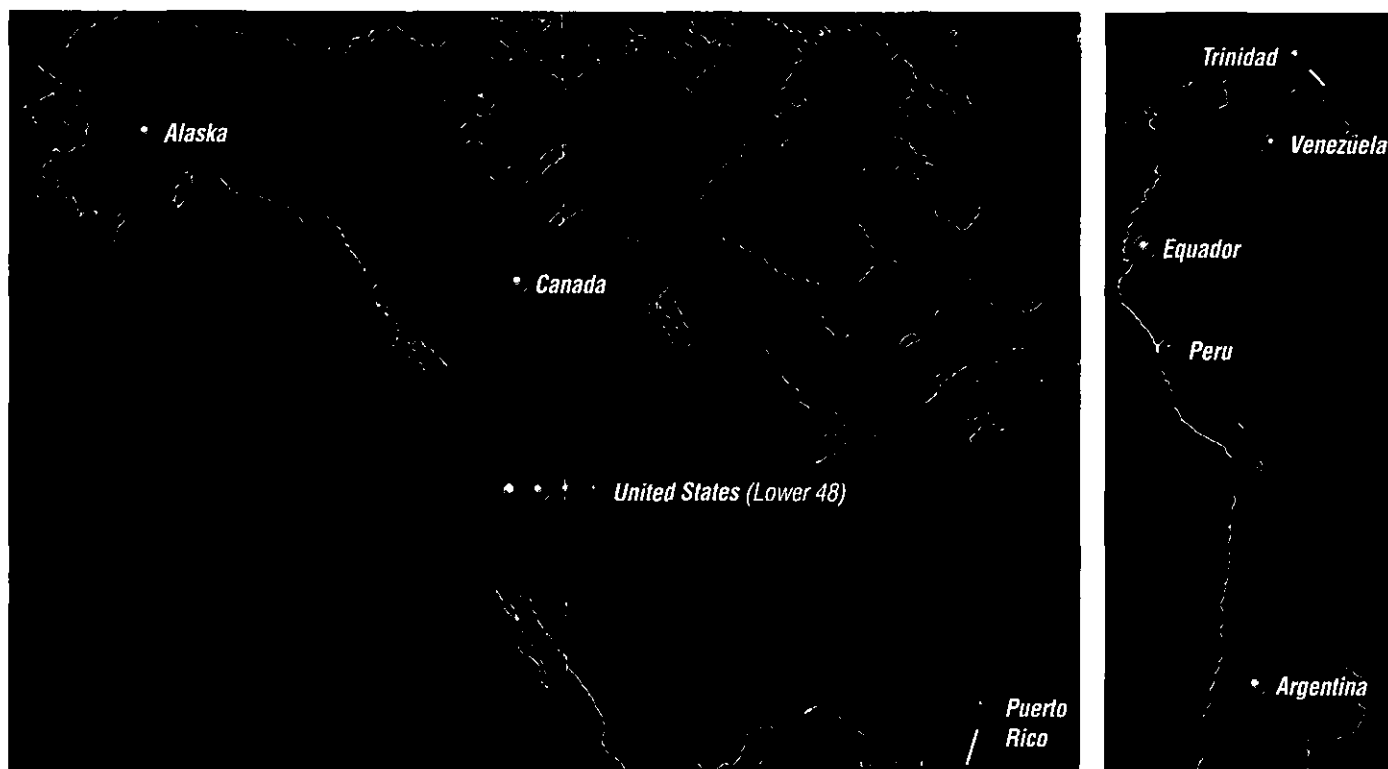 Alaska
Canada
United States (Lower 48)
Puerto
Rico
Trinidad
Venezuela
Equador
Peru
Argentina